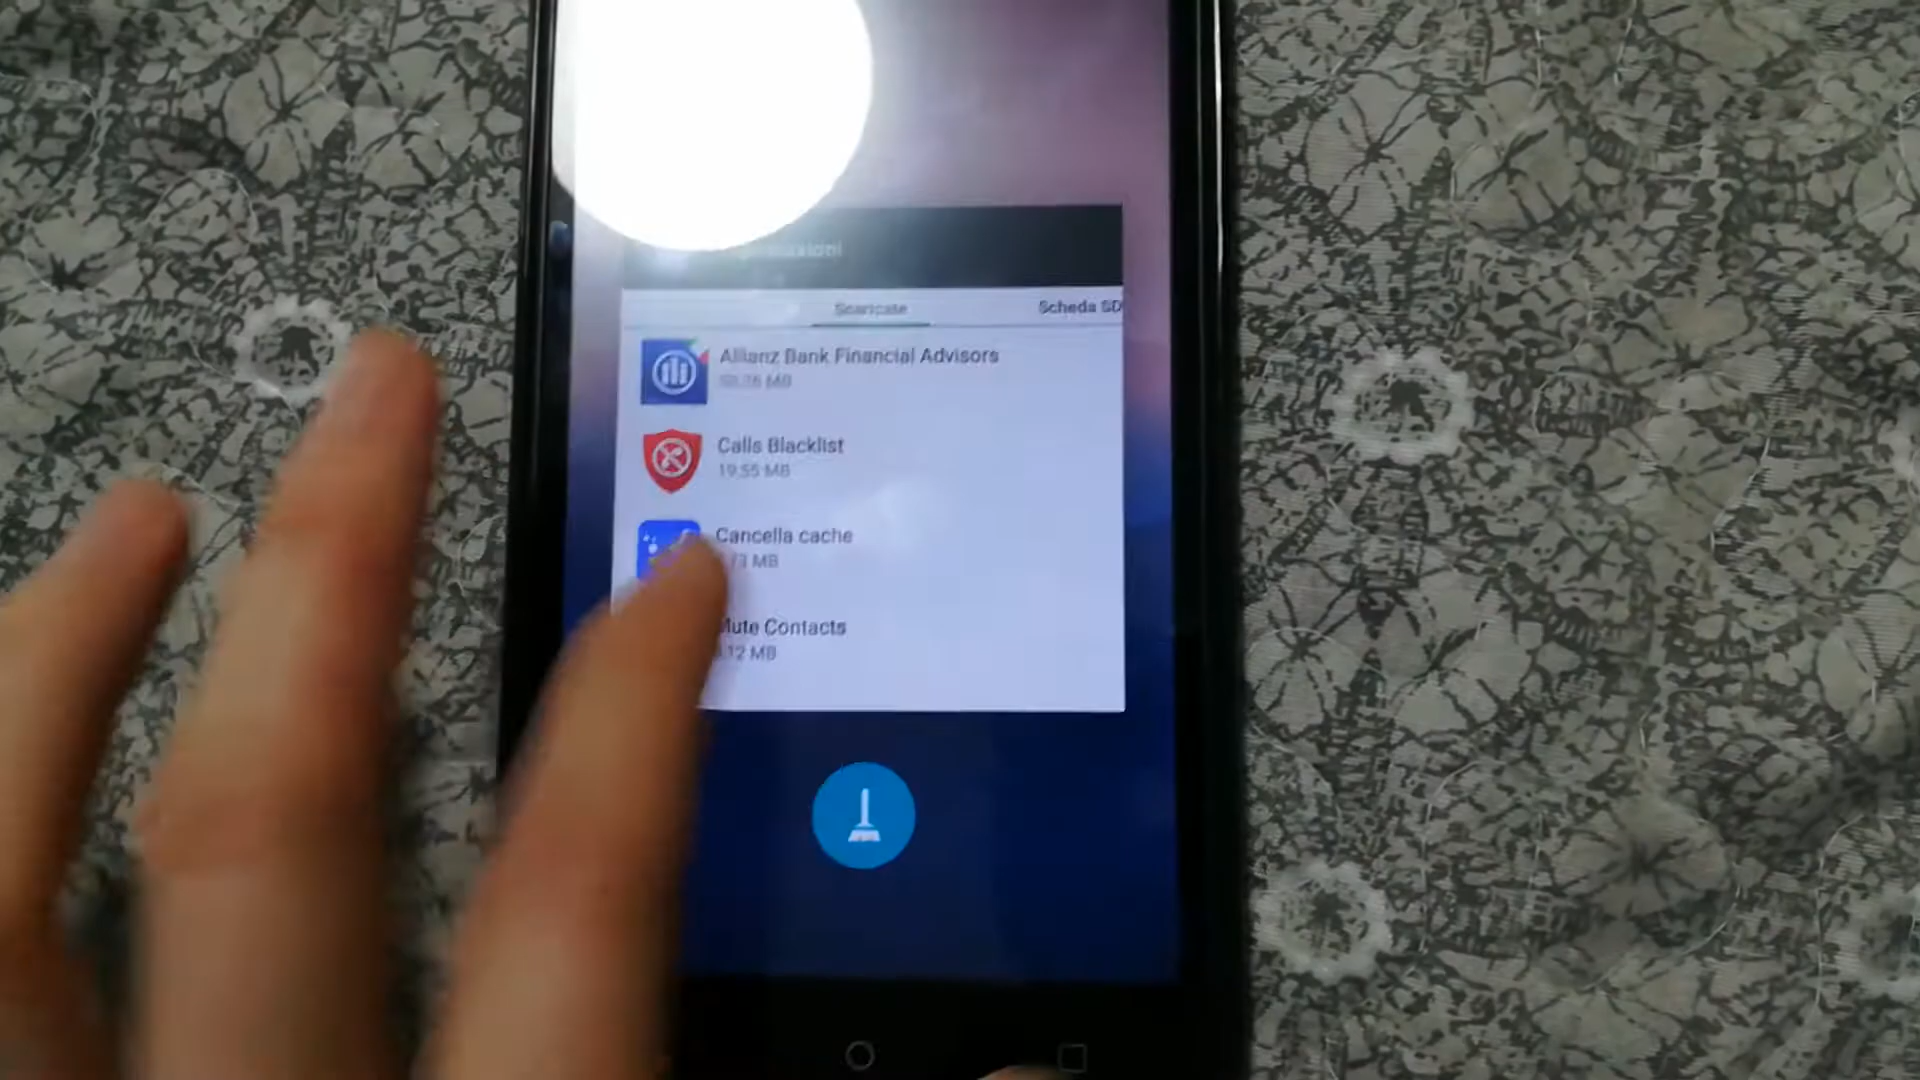 Scaricate
Scheda SD
Allianz Bank Financial Advisors
Calls Blacklist
19,55 MB
Cancella cache
MB
Mute Contacts
MB